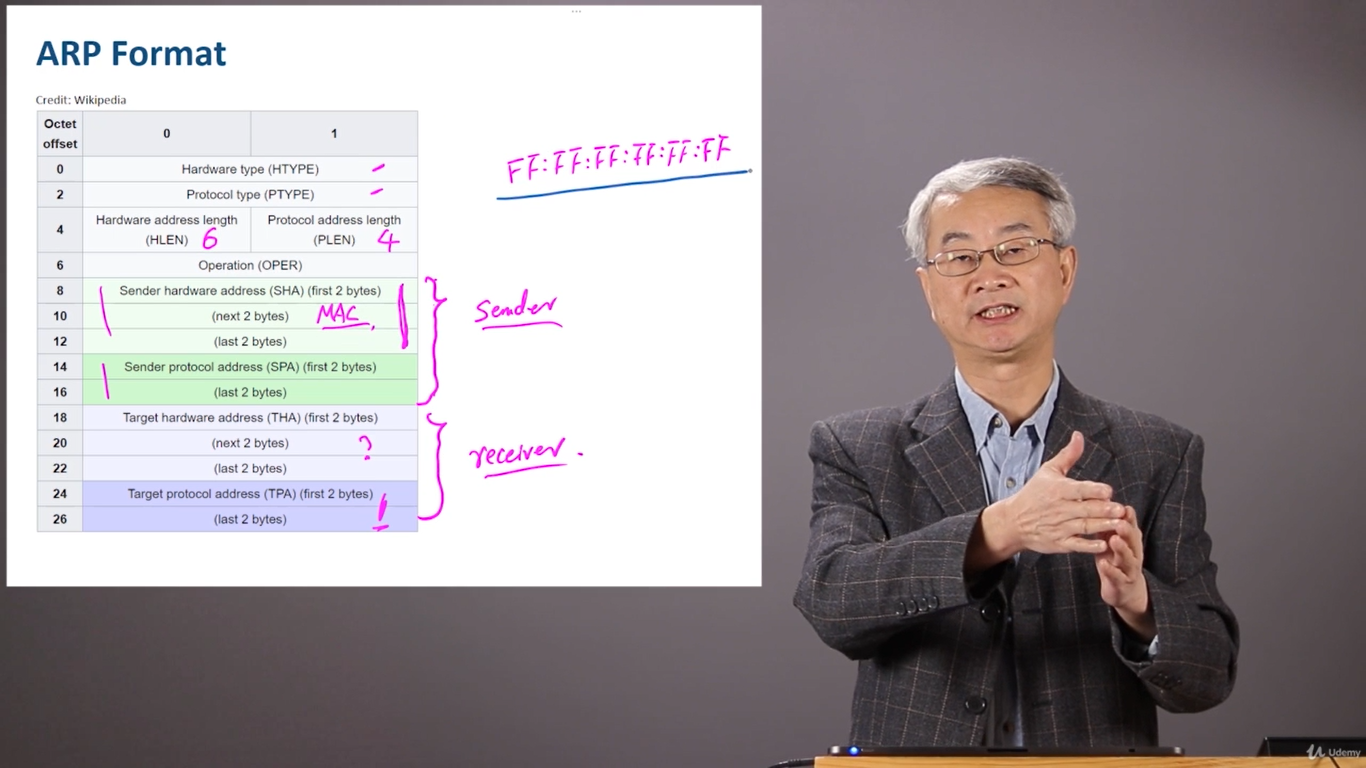 ARP Format
Credit: Wikipedia
Octet offset 0 1
0 Hardware type (HTYPE)
2 Protocol type (PTYPE)
4 Hardware address length (HLEN) 6 Protocol address length (PLEN) 4
6 Operation (OPER)
8 Sender hardware address (SHA) (first 2 bytes)
10 (next 2 bytes) MAC
12 (last 2 bytes)
14 Sender protocol address (SPA) (first 2 bytes)
16 (last 2 bytes)
18 Target hardware address (THA) (first 2 bytes)
20 (next 2 bytes) ?
22 (last 2 bytes)
24 Target protocol address (TPA) (first 2 bytes)
26 (last 2 bytes)
FF:FF:FF:FF:FF:FF
Sender
receiver.
Udemy